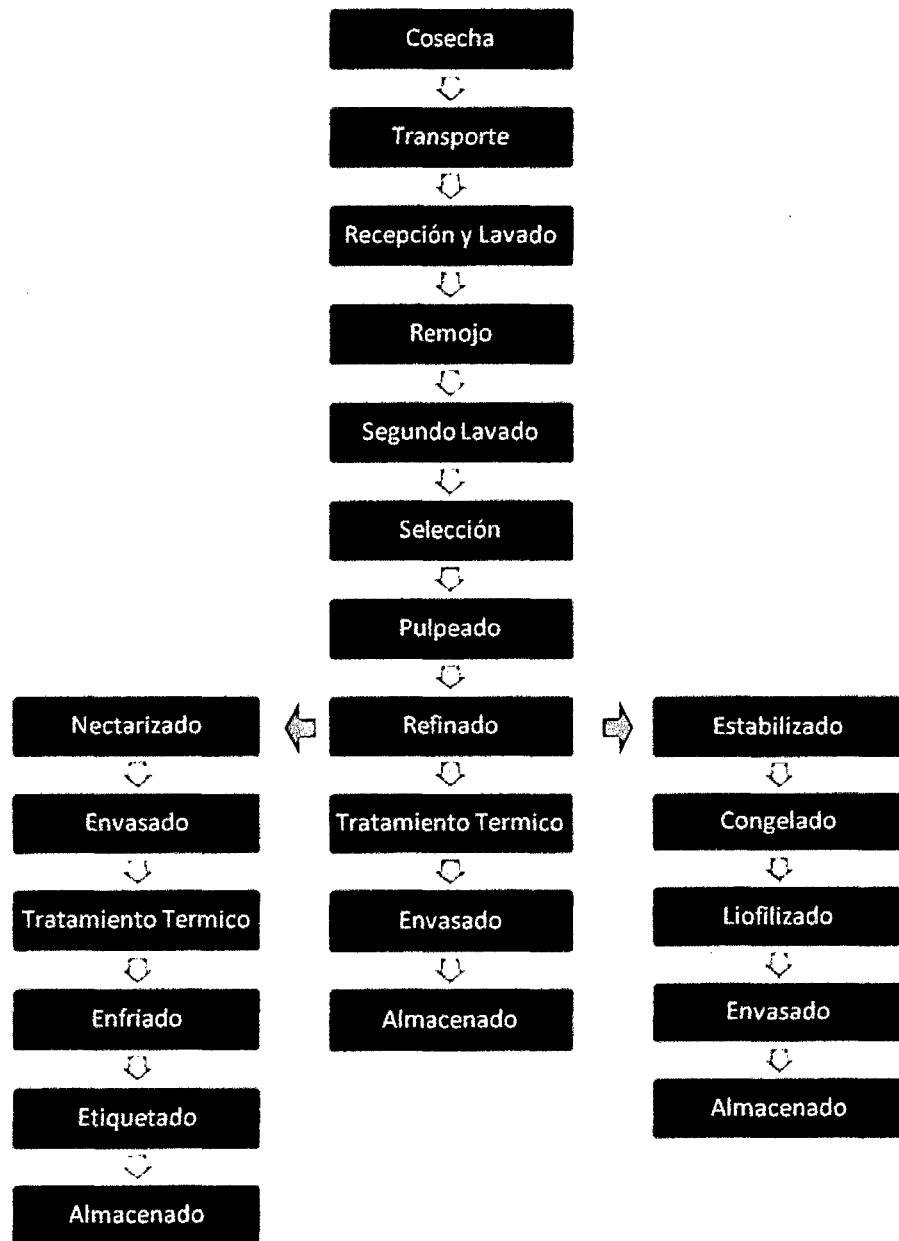 Cosecha
Transporte
Recepción y Lavado
Remojo
Segundo Lavado
Selección
Pulpeado
Nectarizado
Refinado
Estabilizado
Envasado
Tratamiento Termico
Congelado
Tratamiento Termico
Envasado
Liofilizado
Enfriado
Almacenado
Envasado
Etiquetado
Almacenado
Almacenado